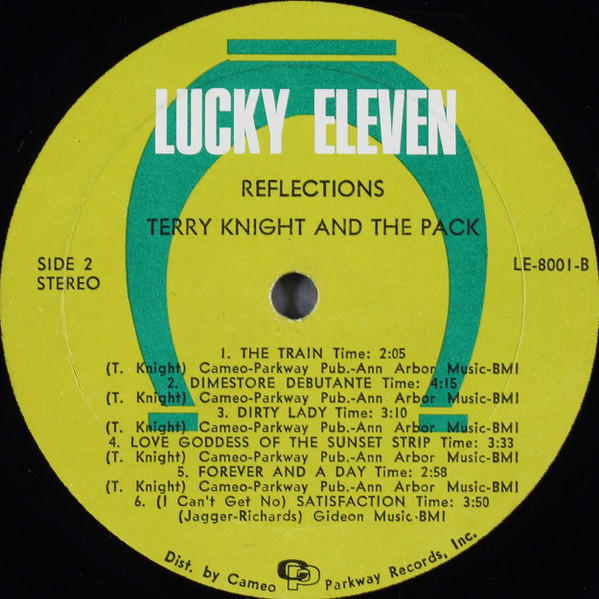 LUCKY ELEVEN
REFLECTIONS
TERRY KNIGHT AND THE PACK
SIDE 2
STEREO
LE-8001-B
1. THE TRAIN Time: 2:05
(T. Knight) Cameo-Parkway Pub.-Ann Arbor Music-BMI
2. DIMESTORE DEBUTANTE Time: 4:15
(T. Knight) Cameo-Parkway Pub.-Ann Arbor Music-BMI
3. DIRTY LADY Time: 3:10
(T. Knight) Cameo-Parkway Pub.-Ann Arbor Music-BMI
4. LOVE GODDESS OF THE SUNSET STRIP Time: 3:33
(T. Knight) Cameo-Parkway Pub.-Ann Arbor Music-BMI
5. FOREVER AND A DAY Time: 2:58
(T. Knight) Cameo-Parkway Pub.-Ann Arbor Music-BMI
6. (I Can't Get No) SATISFACTION Time: 3:50
(Jagger-Richards) Gideon Music-BMI
Dist. by Cameo CP Parkway Records, Inc.